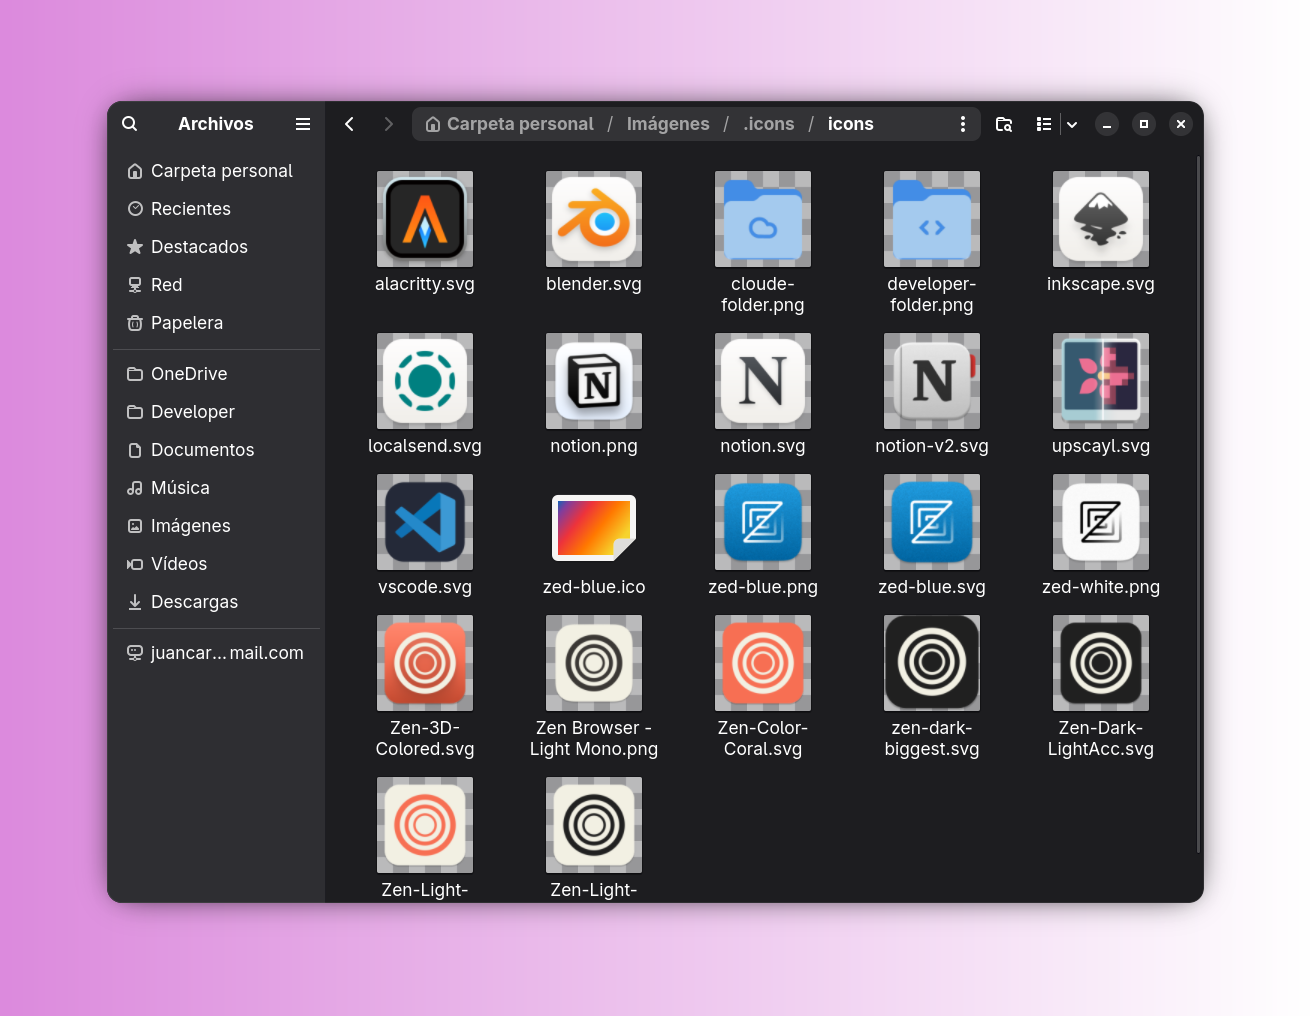 Archivos
Carpeta personal / Imágenes / .icons / icons
Carpeta personal
Recientes
Destacados
Red
Papelera
OneDrive
Developer
Documentos
Música
Imágenes
Vídeos
Descargas
juancar...mail.com
alacritty.svg
blender.svg
cloude-
folder.png
developer-
folder.png
inkscape.svg
localsend.svg
N
notion.png
N
notion.svg
N
notion-v2.svg
upscayl.svg
vscode.svg
zed-blue.ico
zed-blue.png
zed-blue.svg
zed-white.png
Zen-3D-
Colored.svg
Zen Browser -
Light Mono.png
Zen-Color-
Coral.svg
zen-dark-
biggest.svg
Zen-Dark-
LightAcc.svg
Zen-Light-
Zen-Light-